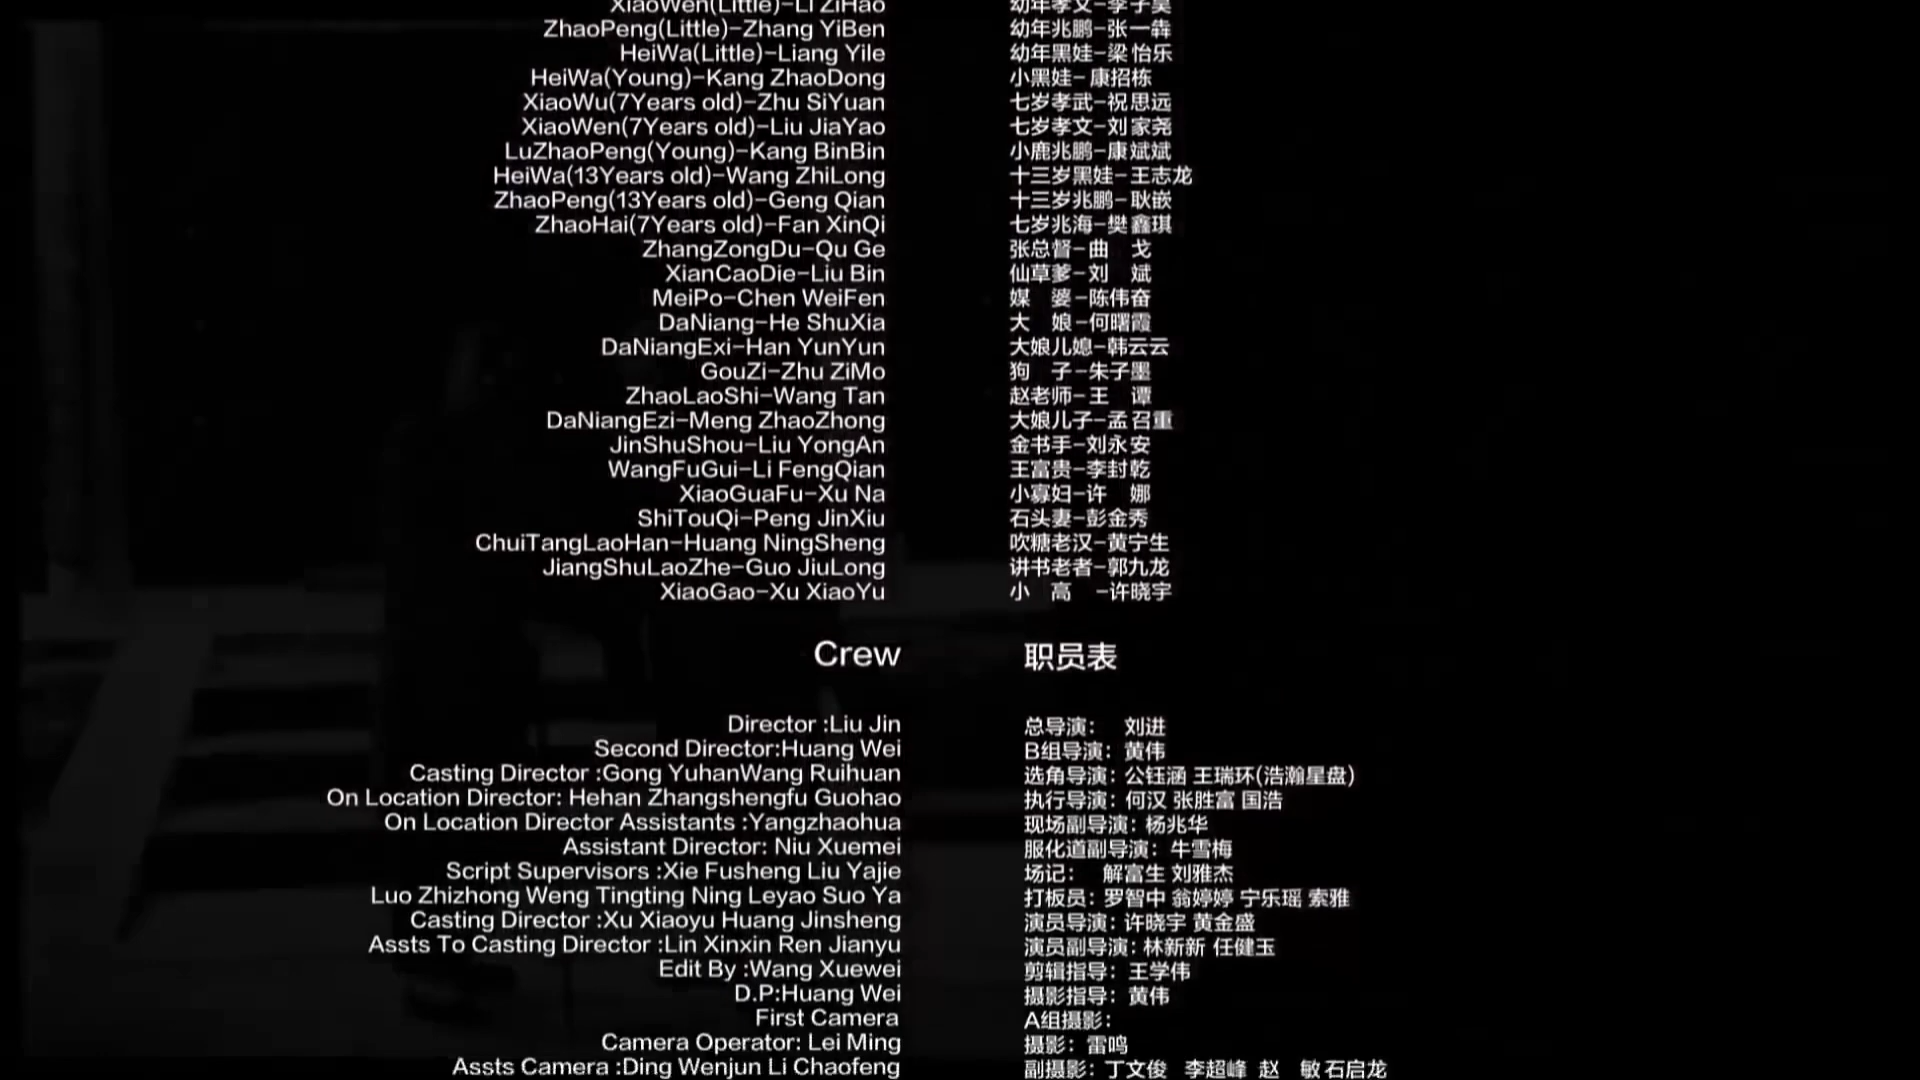 XiaoWen(Little)-Li ZiHao 幼年孝文-李子昊
ZhaoPeng(Little)-Zhang YiBen 幼年兆鹏-张一犇
HeiWa(Little)-Liang Yile 幼年黑娃-梁怡乐
HeiWa(Young)-Kang ZhaoDong 小黑娃-康招栋
XiaoWu(7Years old)-Zhu SiYuan 七岁孝武-祝思远
XiaoWen(7Years old)-Liu JiaYao 七岁孝文-刘家尧
LuZhaoPeng(Young)-Kang BinBin 小鹿兆鹏-康斌斌
HeiWa(13Years old)-Wang ZhiLong 十三岁黑娃-王志龙
ZhaoPeng(13Years old)-Geng Qian 十三岁兆鹏-耿嵌
ZhaoHai(7Years old)-Fan XinQi 七岁兆海-樊鑫琪
ZhangZongDu-Qu Ge 张总督-曲 戈
XianCaoDie-Liu Bin 仙草爹-刘 斌
MeiPo-Chen WeiFen 媒 婆-陈伟奋
DaNiang-He ShuXia 大 娘-何曙霞
DaNiangExi-Han YunYun 大娘儿媳-韩云云
GouZi-Zhu ZiMo 狗 子-朱子墨
ZhaoLaoShi-Wang Tan 赵老师-王 谭
DaNiangEzi-Meng ZhaoZhong 大娘儿子-孟召重
JinShuShou-Liu YongAn 金书手-刘永安
WangFuGui-Li FengQian 王富贵-李封乾
XiaoGuaFu-Xu Na 小寡妇-许 娜
ShiTouQi-Peng JinXiu 石头妻-彭金秀
ChuiTangLaoHan-Huang NingSheng 吹糖老汉-黄宁生
JiangShuLaoZhe-Guo JiuLong 讲书老者-郭九龙
XiaoGao-Xu XiaoYu 小 高 -许晓宇
Crew 职员表
Director :Liu Jin 总导演： 刘进
Second Director:Huang Wei B组导演：黄伟
Casting Director :Gong YuhanWang Ruihuan 选角导演：公钰涵 王瑞环(浩瀚星盘)
On Location Director: Hehan Zhangshengfu Guohao 执行导演：何汉 张胜富 国浩
On Location Director Assistants :Yangzhaohua 现场副导演：杨兆华
Assistant Director: Niu Xuemei 服化道副导演：牛雪梅
Script Supervisors :Xie Fusheng Liu Yajie 场记： 解富生 刘雅杰
Luo Zhizhong Weng Tingting Ning Leyao Suo Ya 打板员：罗智中 翁婷婷 宁乐瑶 索雅
Casting Director :Xu Xiaoyu Huang Jinsheng 演员导演：许晓宇 黄金盛
Assts To Casting Director :Lin Xinxin Ren Jianyu 演员副导演：林新新 任健玉
Edit By :Wang Xuewei 剪辑指导：王学伟
D.P:Huang Wei 摄影指导：黄伟
First Camera A组摄影：
Camera Operator: Lei Ming 摄影：雷鸣
Assts Camera :Ding Wenjun Li Chaofeng 副摄影：丁文俊 李超峰 赵 敏 石启龙